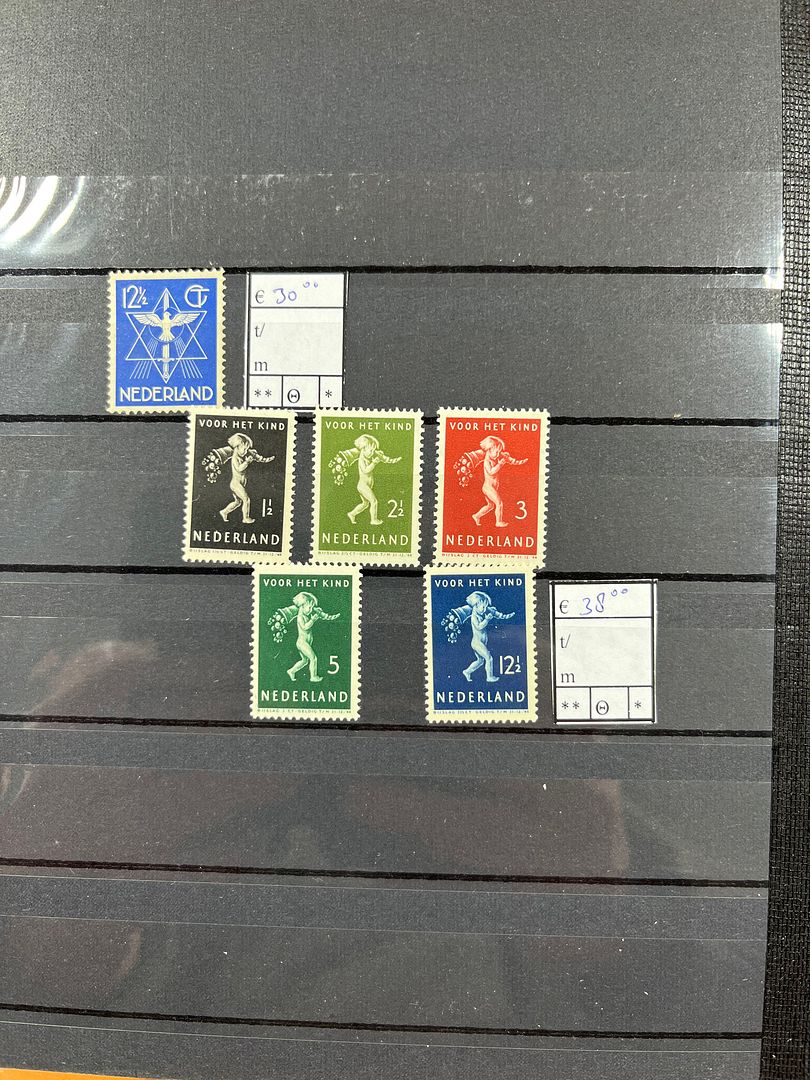 12½ CT
NEDERLAND
€ 30⁰⁰
t/
m
** ⊖ *
VOOR HET KIND
1½
NEDERLAND
VOOR HET KIND
2½
NEDERLAND
VOOR HET KIND
3
NEDERLAND
VOOR HET KIND
5
NEDERLAND
VOOR HET KIND
12½
NEDERLAND
€ 38⁰⁰
t/
m
** ⊖ *